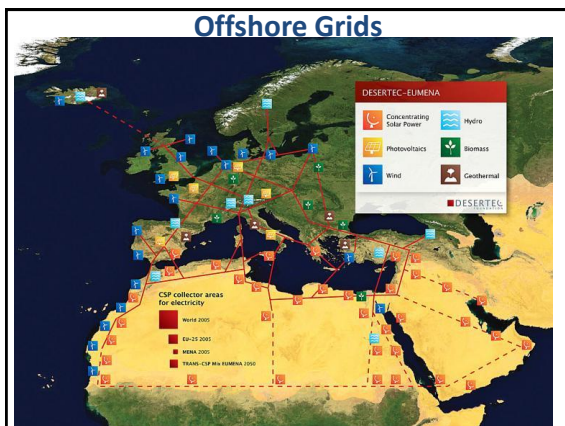 Offshore Grids
DESERTEC-EUMENA
Concentrating
Solar Power
Hydro
Photovoltaics
Biomass
Wind
Geothermal
DESERTEC
FOUNDATION
CSP collector areas
for electricity
World 2005
EU-25 2005
MENA 2005
TRANS-CSP Mix EUMENA 2050